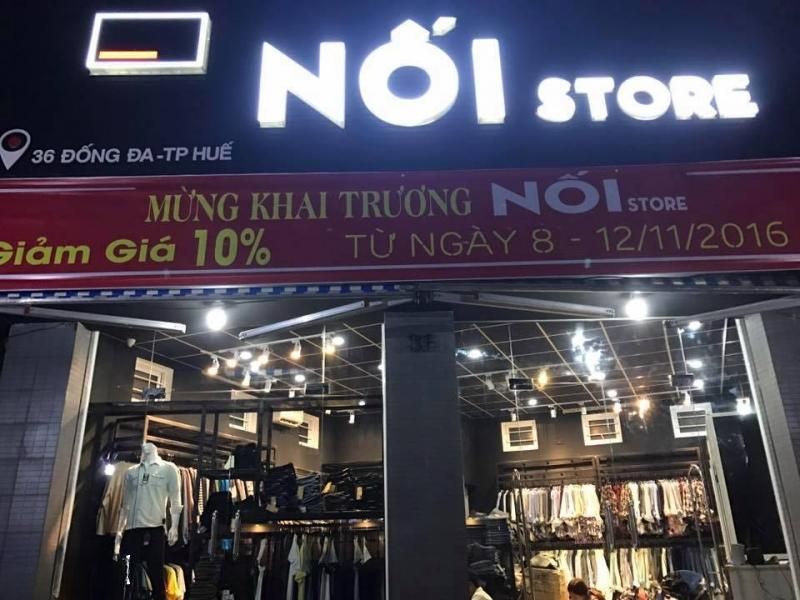 NỐI STORE
36 ĐỐNG ĐA-TP HUẾ
MỪNG KHAI TRƯƠNG NỐI STORE
Giảm Giá 10% TỪ NGÀY 8 - 12/11/2016